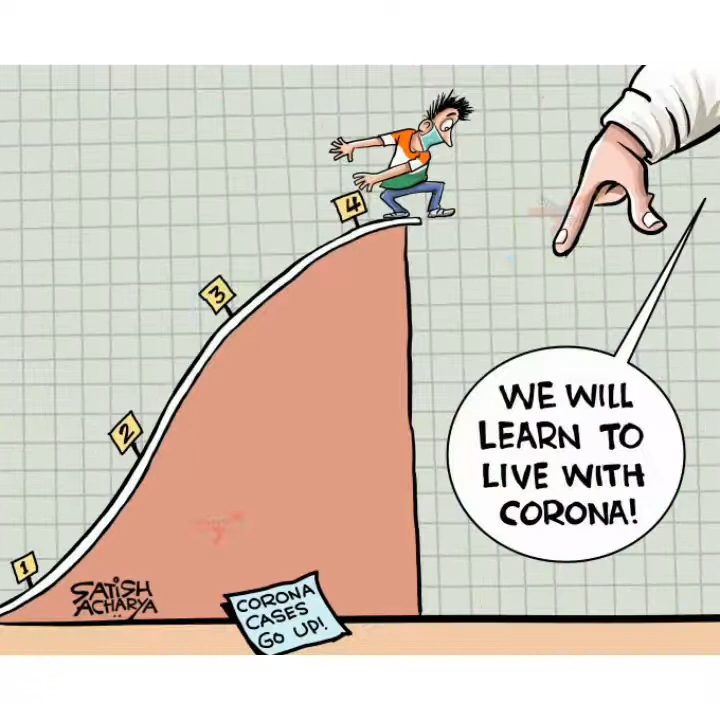 4
3
2
1
WE WILL
LEARN TO
LIVE WITH
CORONA!
SATISH
ACHARYA
CORONA
CASES
GO UP!